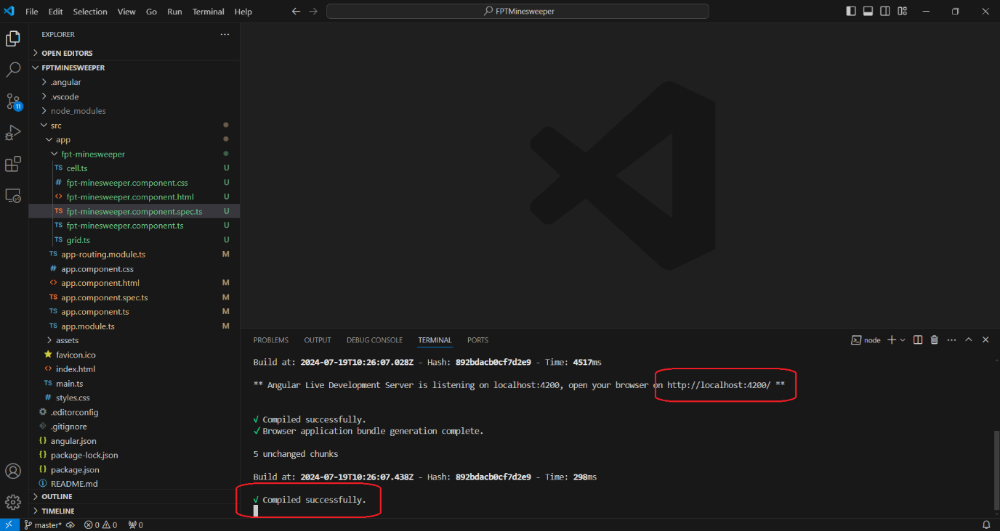 File Edit Selection View Go Run Terminal Help
FPTMinesweeper
EXPLORER
OPEN EDITORS
FPTMINESWEEPER
.angular
.vscode
node_modules
src
app
fpt-minesweeper
TS cell.ts U
# fpt-minesweeper.component.css U
<> fpt-minesweeper.component.html U
TS fpt-minesweeper.component.spec.ts U
TS fpt-minesweeper.component.ts U
TS grid.ts U
TS app-routing.module.ts M
# app.component.css
<> app.component.html M
TS app.component.spec.ts M
TS app.component.ts M
TS app.module.ts M
assets
favicon.ico
<> index.html
TS main.ts
# styles.css
.editorconfig
.gitignore
{} angular.json
{} package-lock.json
{} package.json
README.md
OUTLINE
TIMELINE
11
PROBLEMS OUTPUT DEBUG CONSOLE TERMINAL PORTS
node
Build at: 2024-07-19T10:26:07.028Z - Hash: 892bdacb0cf7d2e9 - Time: 4517ms
** Angular Live Development Server is listening on localhost:4200, open your browser on http://localhost:4200/ **
√ Compiled successfully.
✓ Browser application bundle generation complete.
5 unchanged chunks
Build at: 2024-07-19T10:26:07.438Z - Hash: 892bdacb0cf7d2e9 - Time: 298ms
√ Compiled successfully.
master* 0 0 0